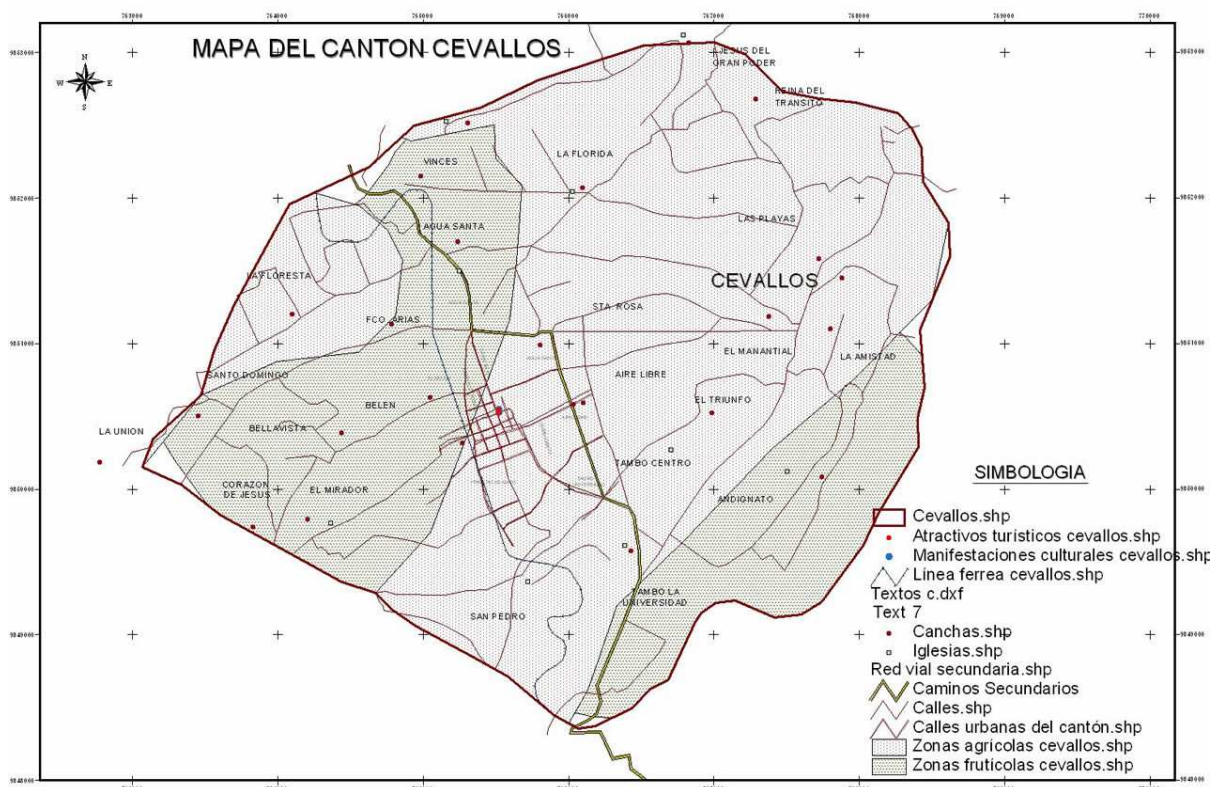 MAPA DEL CANTON CEVALLOS
N
W
E
S
JESUS DEL
GRAN PODER
REINA DEL
TRANSITO
VINCES
LA FLORIDA
LAS PLAYAS
AGUA SANTA
LA FLORESTA
CEVALLOS
STA. ROSA
FCO. ARIAS
EL MANANTIAL
LA AMISTAD
SANTO DOMINGO
AIRE LIBRE
BELEN
EL TRIUNFO
BELLAVISTA
LA UNION
TAMBO CENTRO
CORAZON
DE JESUS
EL MIRADOR
ANDIGNATO
TAMBO LA
UNIVERSIDAD
SAN PEDRO
SIMBOLOGIA
Cevallos.shp
Atractivos turísticos cevallos.shp
Manifestaciones culturales cevallos.shp
Línea ferrea cevallos.shp
Textos c.dxf
Text 7
Canchas.shp
Iglesias.shp
Red vial secundaria.shp
Caminos Secundarios
Calles.shp
Calles urbanas del cantón.shp
Zonas agrícolas cevallos.shp
Zonas frutícolas cevallos.shp